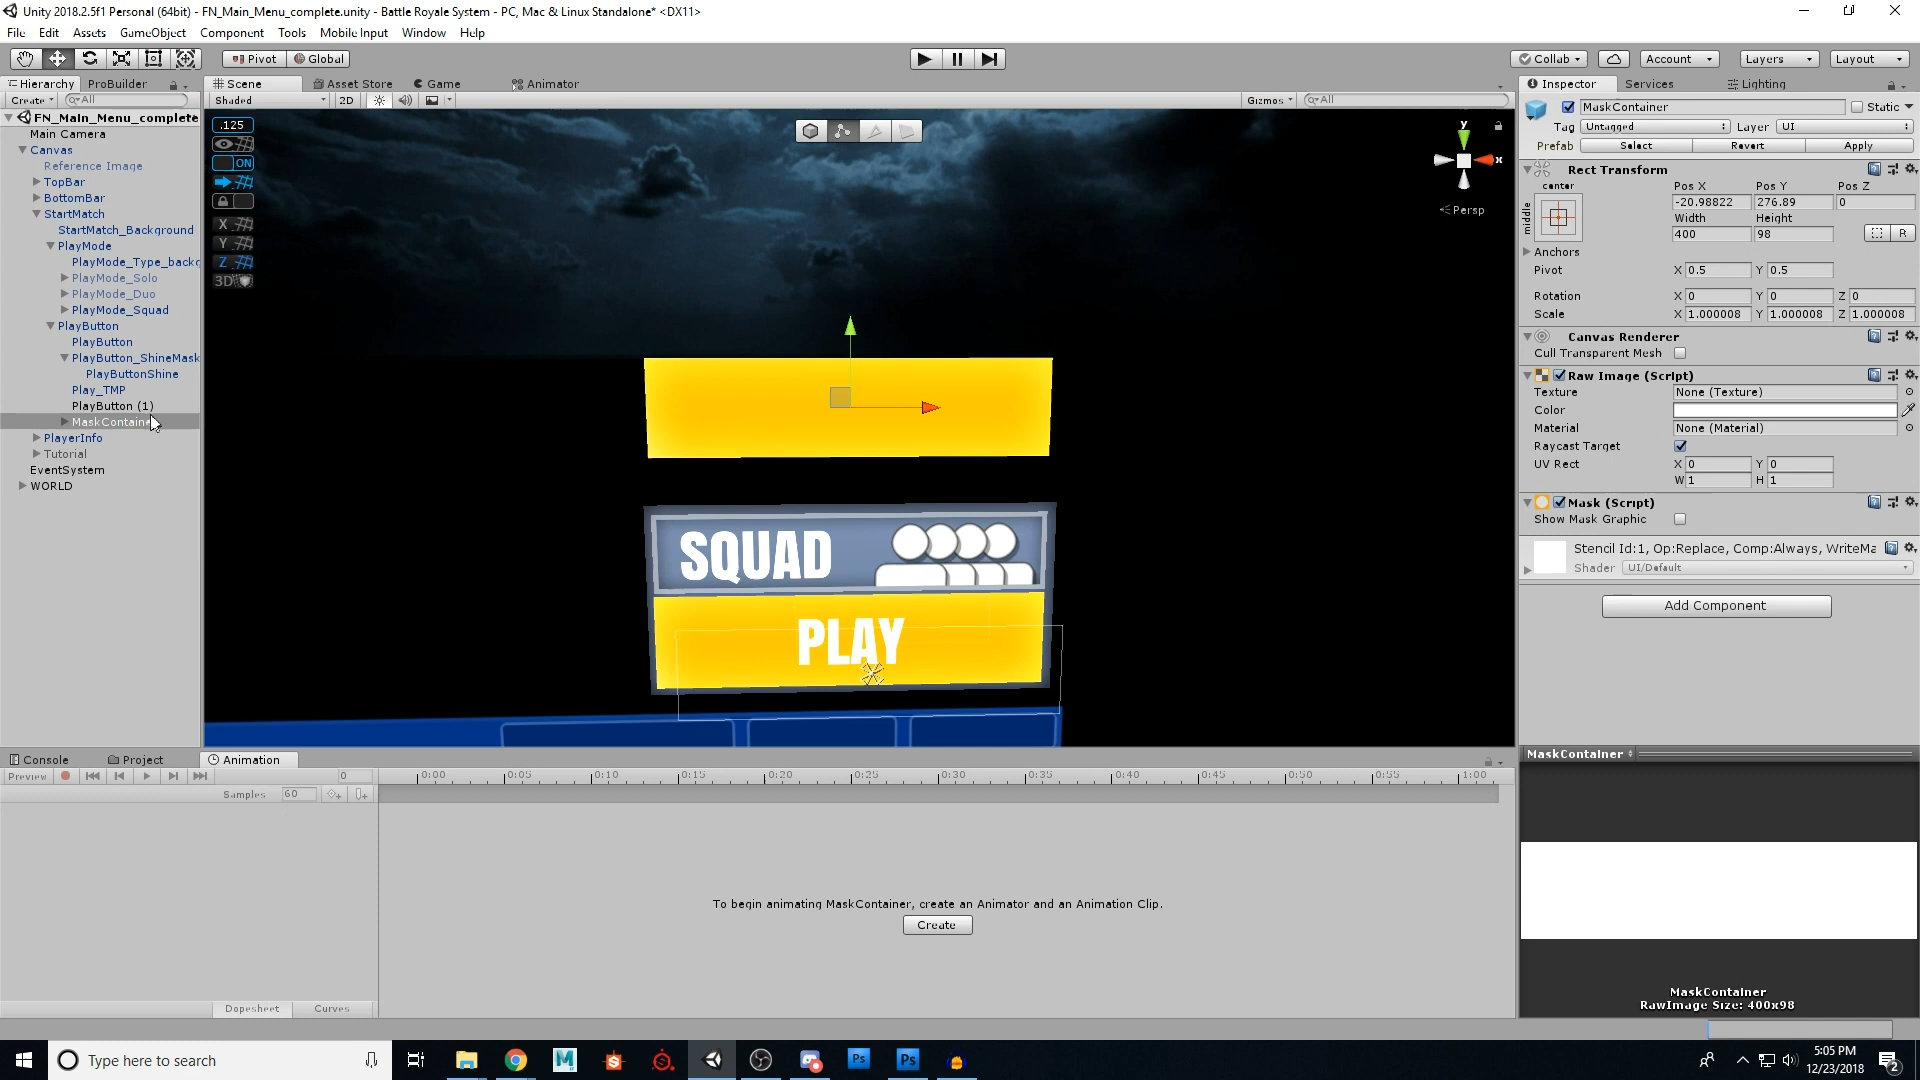 Unity 2018.2.5f1 Personal (64bit) - FN_Main_Menu_complete.unity - Battle Royale System - PC, Mac & Linux Standalone* <DX11>
File Edit Assets GameObject Component Tools Mobile Input Window Help
Pivot Global Collab Account Layers Layout
Hierarchy ProBuilder Scene Asset Store Game Animator Inspector Services Lighting
Create All Shaded 2D Gizmos All
FN_Main_Menu_complete
Main Camera
Canvas
Reference Image
TopBar
BottomBar
StartMatch
StartMatch_Background
PlayMode
PlayMode_Type_backg
PlayMode_Solo
PlayMode_Duo
PlayMode_Squad
PlayButton
PlayButton
PlayButton_ShineMask
PlayButtonShine
Play_TMP
PlayButton (1)
MaskContaine
PlayerInfo
Tutorial
EventSystem
WORLD
.125
ON
X
Y
Z
3D
y
x
Persp
SQUAD
PLAY
MaskContainer Static
Tag Untagged Layer UI
Prefab Select Revert Apply
Rect Transform
center Pos X Pos Y Pos Z
middle -20.98822 276.89 0
Width Height
400 98 R
Anchors
Pivot X 0.5 Y 0.5
Rotation X 0 Y 0 Z 0
Scale X 1.000008 Y 1.000008 Z 1.000008
Canvas Renderer
Cull Transparent Mesh
Raw Image (Script)
Texture None (Texture)
Color
Material None (Material)
Raycast Target
UV Rect X 0 Y 0
W 1 H 1
Mask (Script)
Show Mask Graphic
Stencil Id:1, Op:Replace, Comp:Always, WriteMa
Shader UI/Default
Add Component
MaskContainer
MaskContainer
RawImage Size: 400x98
Console Project Animation
Preview 0 0:00 0:05 0:10 0:15 0:20 0:25 0:30 0:35 0:40 0:45 0:50 0:55 1:00
Samples 60
To begin animating MaskContainer, create an Animator and an Animation Clip.
Create
Dopesheet Curves
Type here to search
Ps Ps
5:05 PM
12/23/2018
2